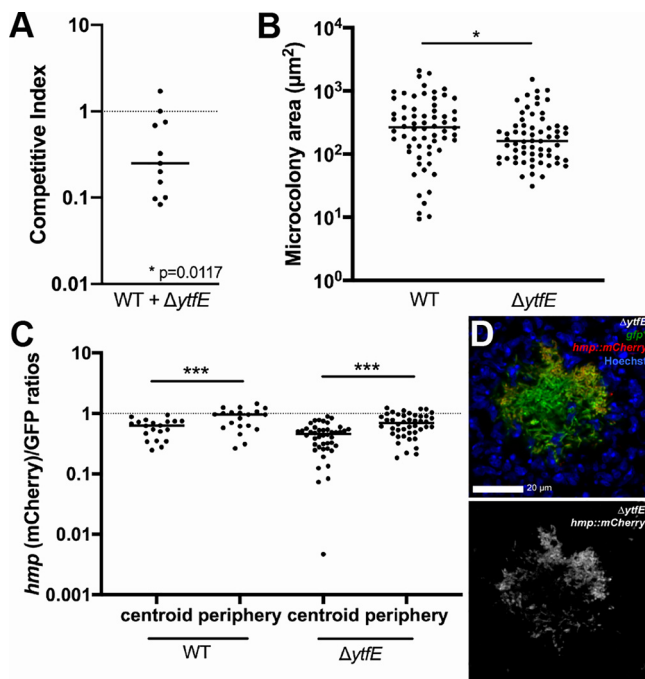 A
Competitive Index
10
1
0.1
0.01
* p=0.0117
WT + ΔytfE
B
*
Microcolony area (µm²)
10⁴
10³
10²
10¹
10⁰
WT
ΔytfE
C
hmp (mCherry)/GFP ratios
10
1
0.1
0.01
0.001
***
***
centroid periphery centroid periphery
WT
ΔytfE
D
ΔytfE
gfp⁺
hmp::mCherry
Hoechst
20 µm
ΔytfE
hmp::mCherry